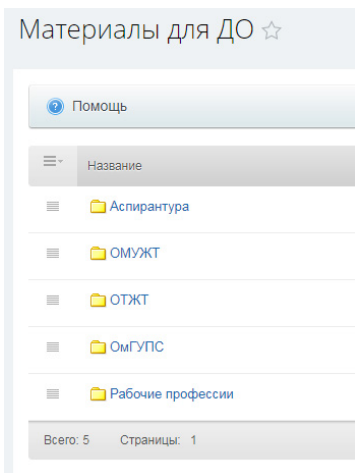 Материалы для ДО
Помощь
Название
Аспирантура
ОМУЖТ
ОТЖТ
ОмГУПС
Рабочие профессии
Всего: 5 Страницы: 1